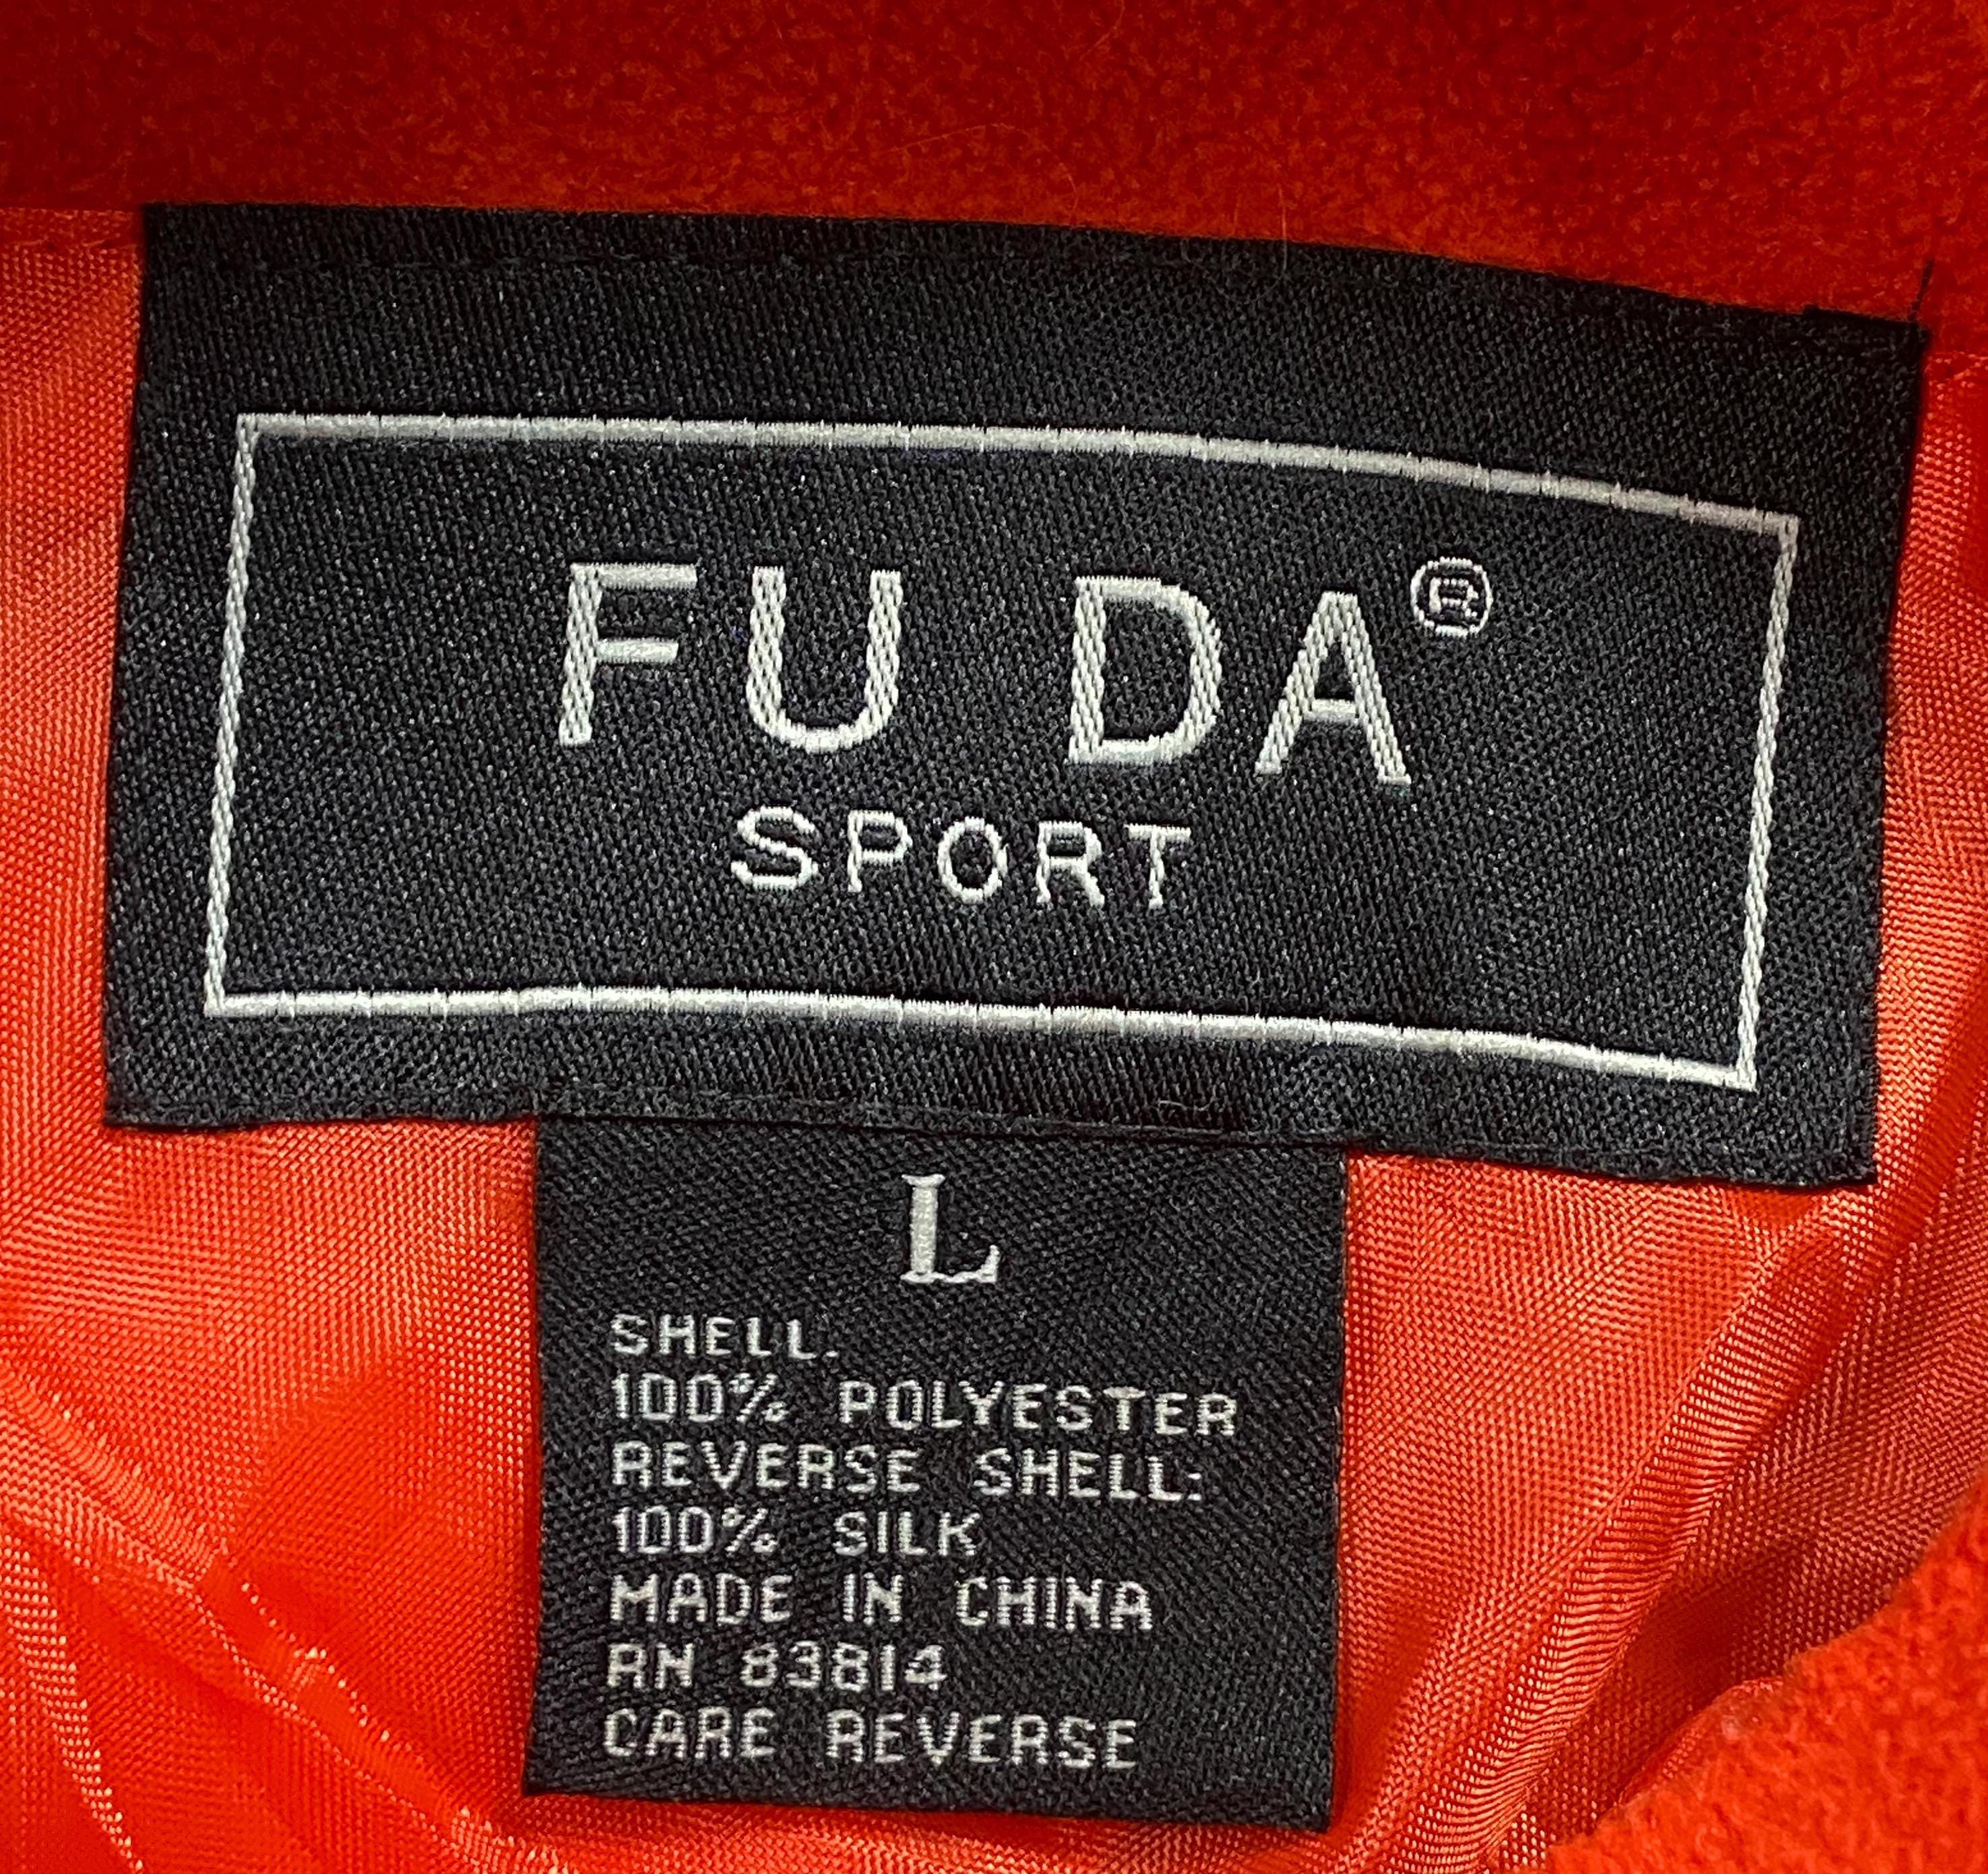 FU DA®
SPORT
L
SHELL:
100% POLYESTER
REVERSE SHELL:
100% SILK
MADE IN CHINA
RN 83814
CARE REVERSE